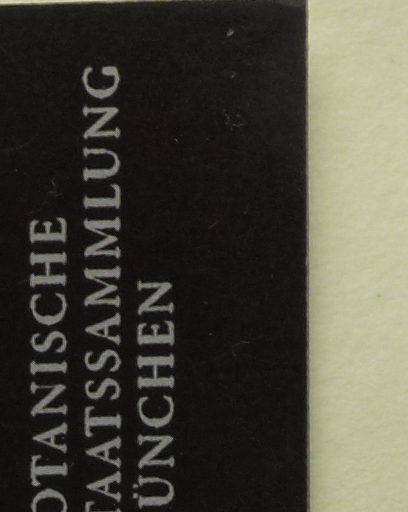 OTANISCHE
TAATSSAMMLUNG
ÜNCHEN